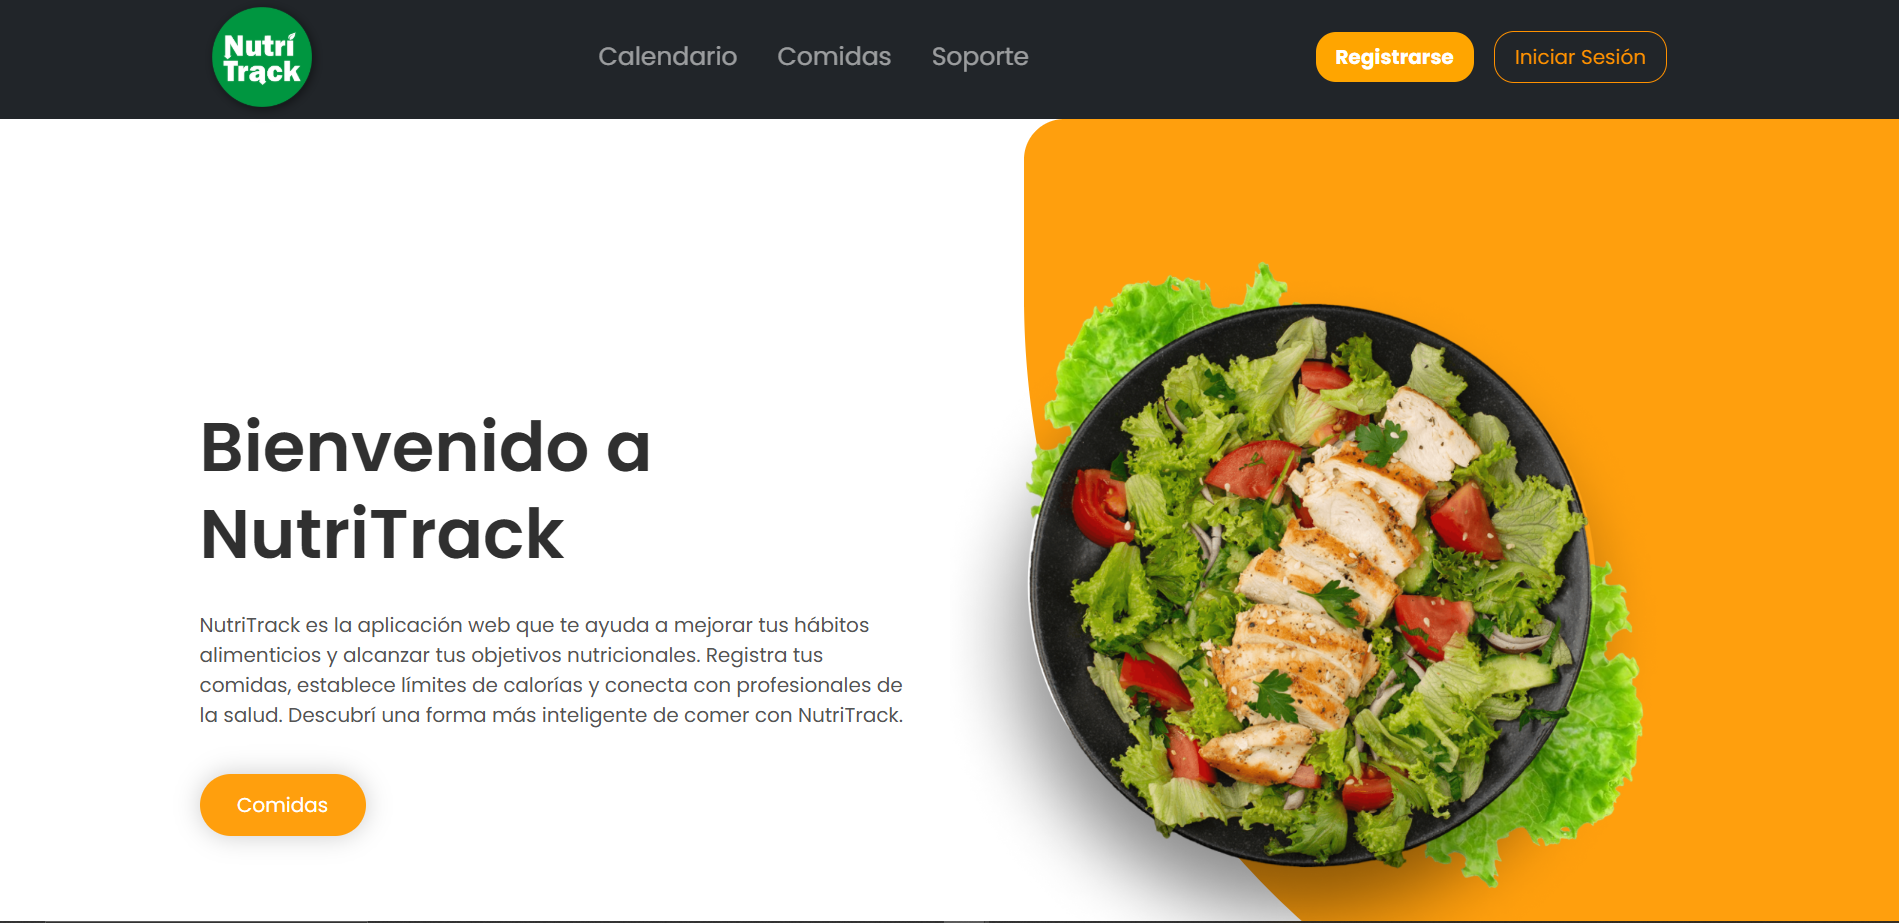 Nutri
Track
Calendario
Comidas
Soporte
Registrarse
Iniciar Sesión
Bienvenido a
NutriTrack
NutriTrack es la aplicación web que te ayuda a mejorar tus hábitos
alimenticios y alcanzar tus objetivos nutricionales. Registra tus
comidas, establece límites de calorías y conecta con profesionales de
la salud. Descubrí una forma más inteligente de comer con NutriTrack.
Comidas